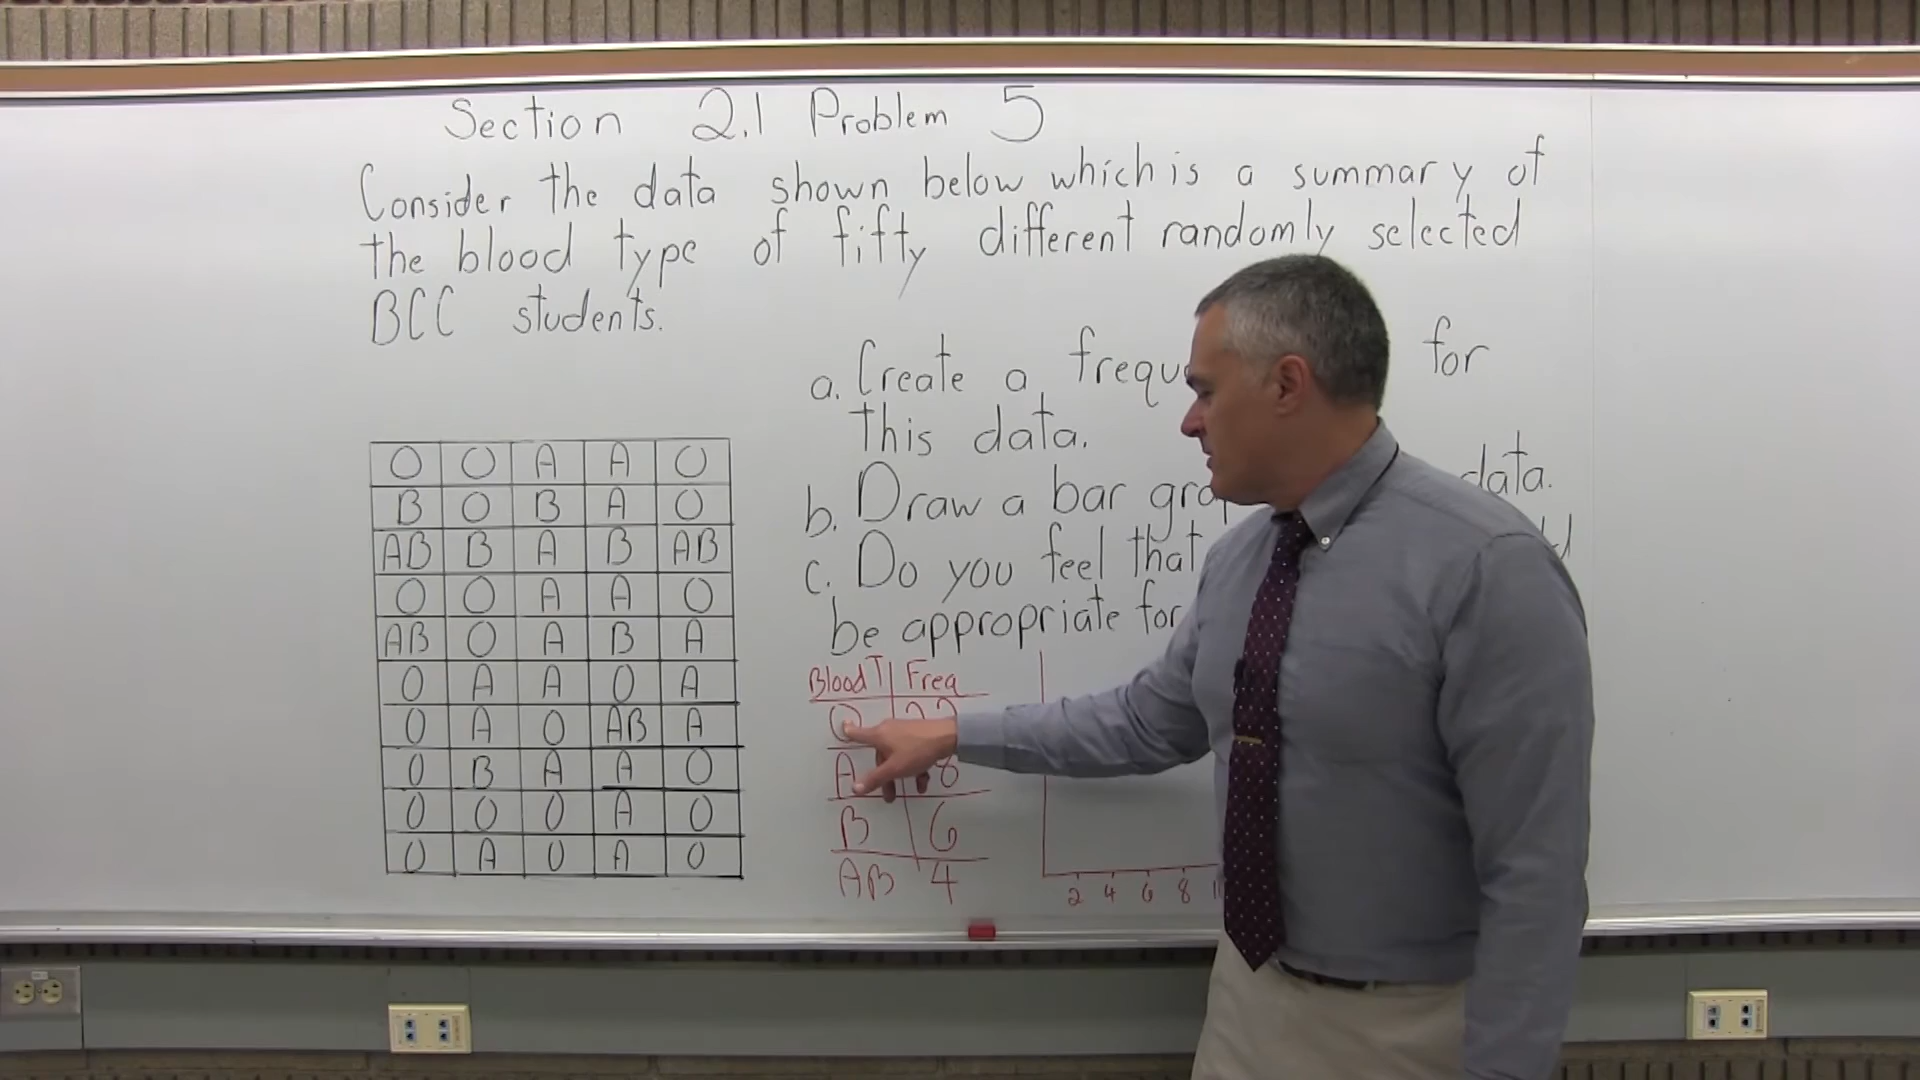 Section 2.1 Problem 5
Consider the data shown below which is a summary of
the blood type of fifty different randomly selected
BCC students.
a. Create a for
this data.
b. Draw a bar data.
c. Do you feel that
be appropriate for
O O A A O
B O B A O
AB B A B AB
O O A A O
AB O A B A
O A A O A
O A O AB A
O B A A O
O O O A O
O A O A O
Blood T Freq
O 22
A 8
B 6
AB 4
2 4 6 8